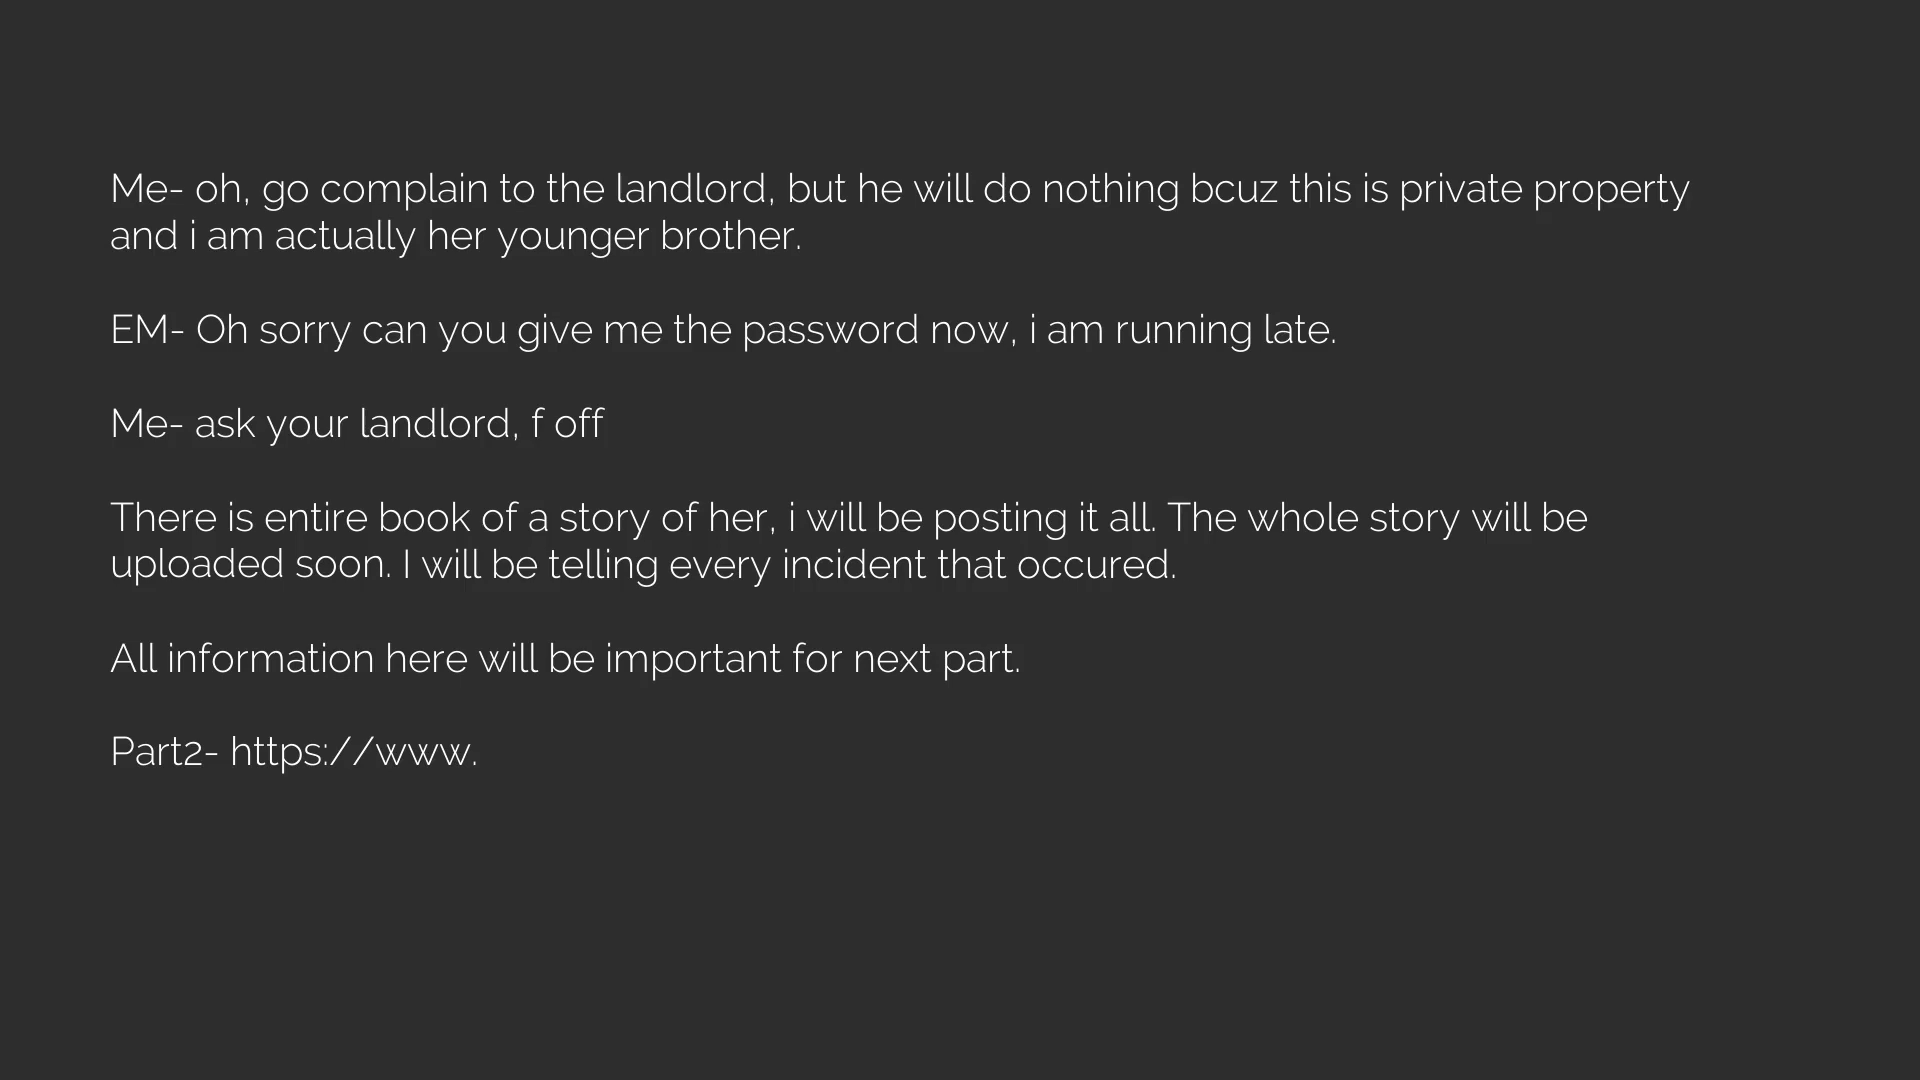 Me- oh, go complain to the landlord, but he will do nothing bcuz this is private property
and i am actually her younger brother.
EM- Oh sorry can you give me the password now, i am running late.
Me- ask your landlord, f off
There is entire book of a story of her, i will be posting it all. The whole story will be
uploaded soon. I will be telling every incident that occured.
All information here will be important for next part.
Part2- https://www.